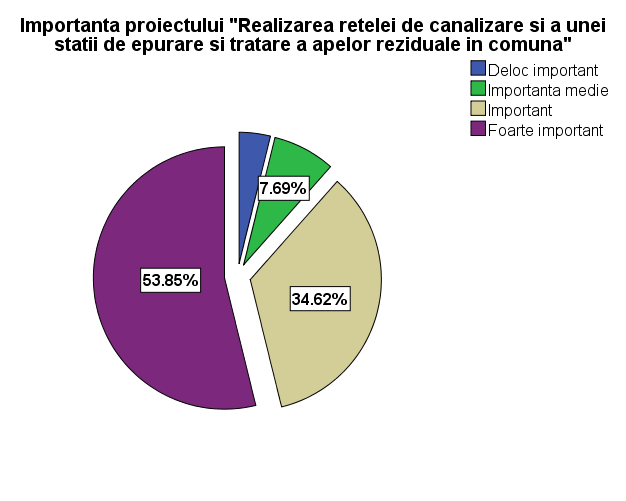 Importanta proiectului "Realizarea retelei de canalizare si a unei
statii de epurare si tratare a apelor reziduale in comuna"
Deloc important
Importanta medie
Important
Foarte important
7.69%
53.85%
34.62%